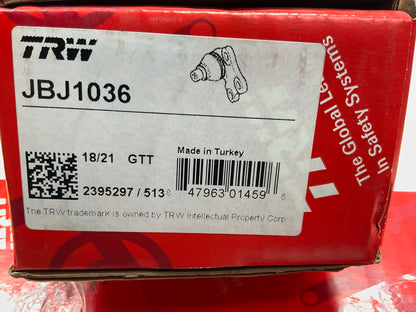 TRW
JBJ1036
18/21 GTT
Made in Turkey
2395297 / 513
47963 01459
The TRW trademark is owned by TRW Intellectual Property Corp
The Global Le
In Safety Systems